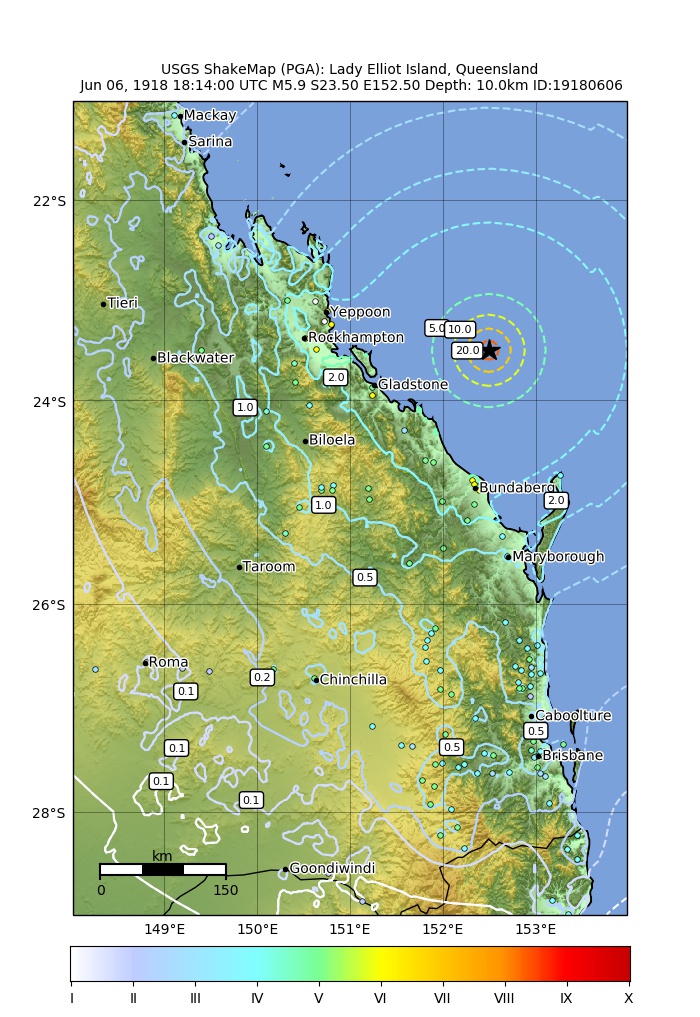 USGS ShakeMap (PGA): Lady Elliot Island, Queensland
Jun 06, 1918 18:14:00 UTC M5.9 S23.50 E152.50 Depth: 10.0km ID:19180606
Mackay
Sarina
22°S
Tieri
Yeppoon
5.0
10.0
Rockhampton
20.0
Blackwater
2.0
Gladstone
24°S
1.0
Biloela
Bundaberg
2.0
1.0
Maryborough
Taroom
0.5
26°S
Roma
0.2
Chinchilla
0.1
Caboolture
0.5
0.1
0.5
Brisbane
0.1
0.1
28°S
km
0
150
Goondiwindi
149°E
150°E
151°E
152°E
153°E
I
II
III
IV
V
VI
VII
VIII
IX
X